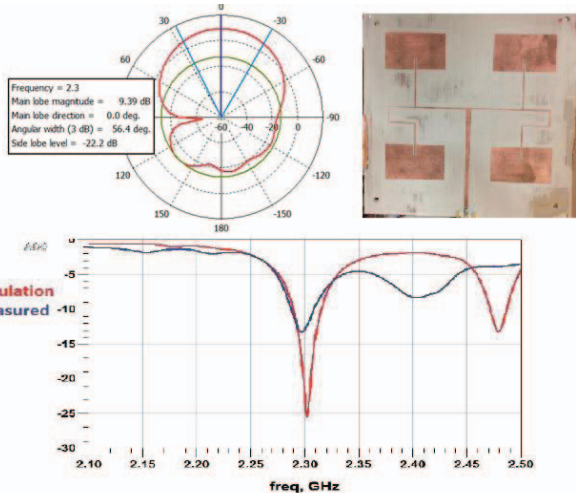 0
30
30
60
60
90
-90
-60 -40 -20 0
120
120
150
150
180
Frequency = 2.3
Main lobe magnitude = 9.39 dB
Main lobe direction = 0.0 deg.
Angular width (3 dB) = 56.4 deg.
Side lobe level = -22.2 dB
0
-5
-10
-15
-20
-25
-30
ulation
asured
2.10 2.15 2.20 2.25 2.30 2.35 2.40 2.45 2.50
freq, GHz